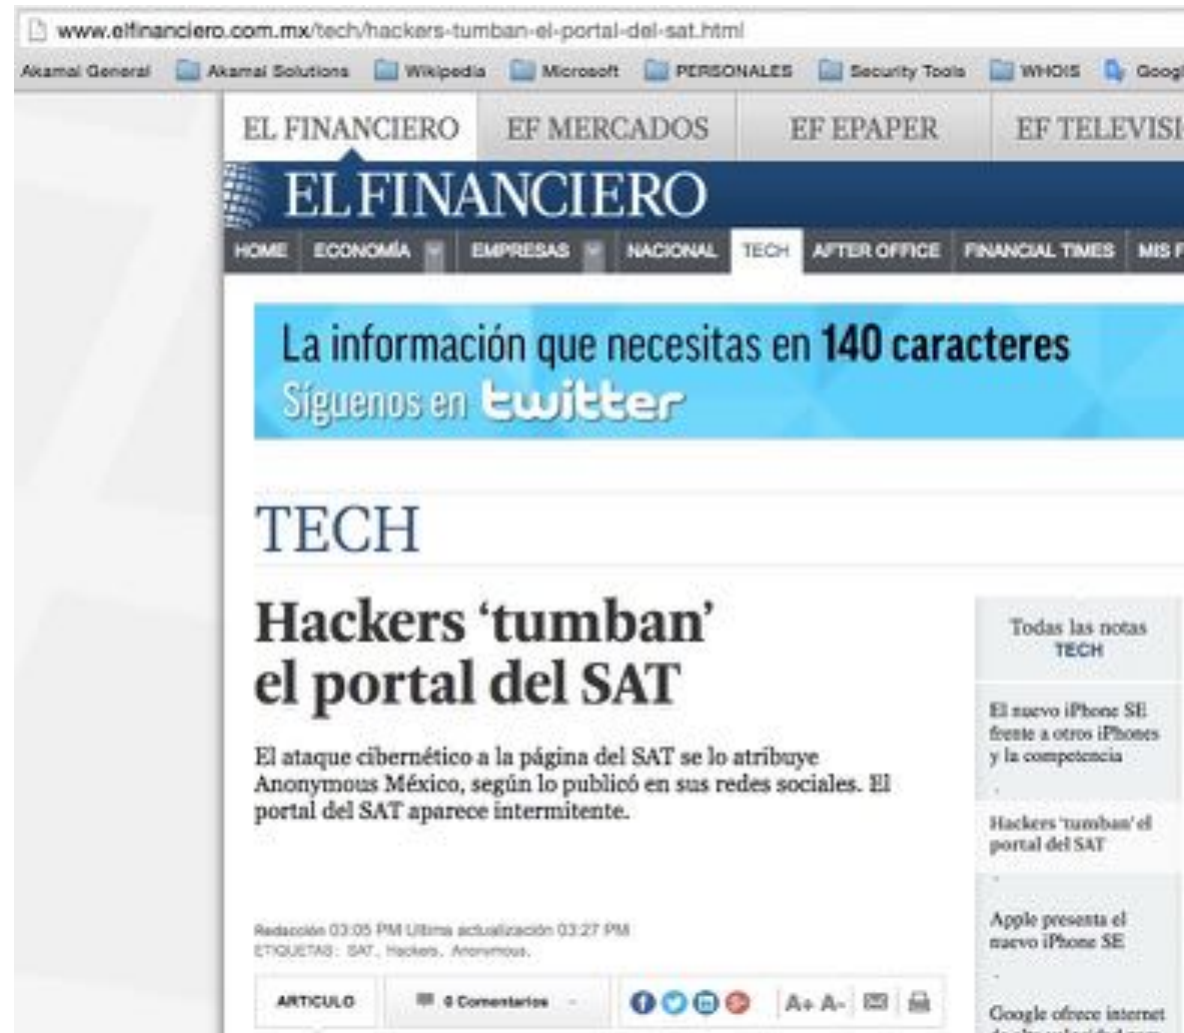 www.elfinanciero.com.mx/tech/hackers-tumban-el-portal-del-sat.html
Akamai General Akamai Solutions Wikipedia Microsoft PERSONALES Security Tools WHOIS Googl
EL FINANCIERO EF MERCADOS EF EPAPER EF TELEVISI
EL FINANCIERO
HOME ECONOMÍA EMPRESAS NACIONAL TECH AFTER OFFICE FINANCIAL TIMES MIS F
La información que necesitas en 140 caracteres
Síguenos en twitter
TECH
Hackers ‘tumban’
el portal del SAT
El ataque cibernético a la página del SAT se lo atribuye
Anonymous México, según lo publicó en sus redes sociales. El
portal del SAT aparece intermitente.
Redacción 03:05 PM Ultima actualización 03:27 PM
ETIQUETAS: SAT, Hackers, Anonymous.
ARTICULO 0 Comentarios A+ A-
Todas las notas
TECH
El nuevo iPhone SE
frente a otros iPhones
y la competencia
Hackers ‘tumban’ el
portal del SAT
Apple presenta el
nuevo iPhone SE
Google ofrece internet